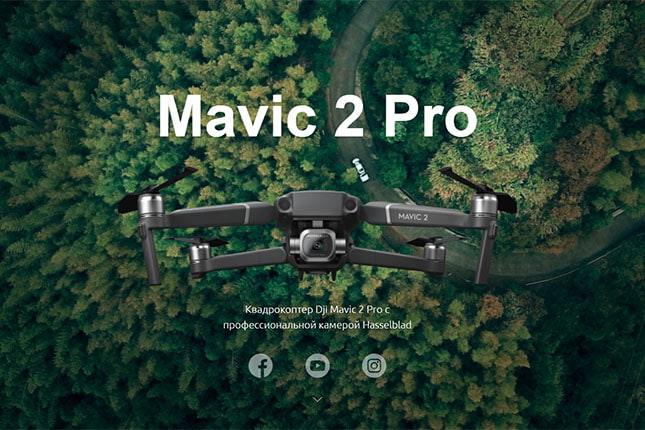 Mavic 2 Pro
MAVIC 2
Квадрокоптер Dji Mavic 2 Pro с
профессиональной камерой Hasselblad